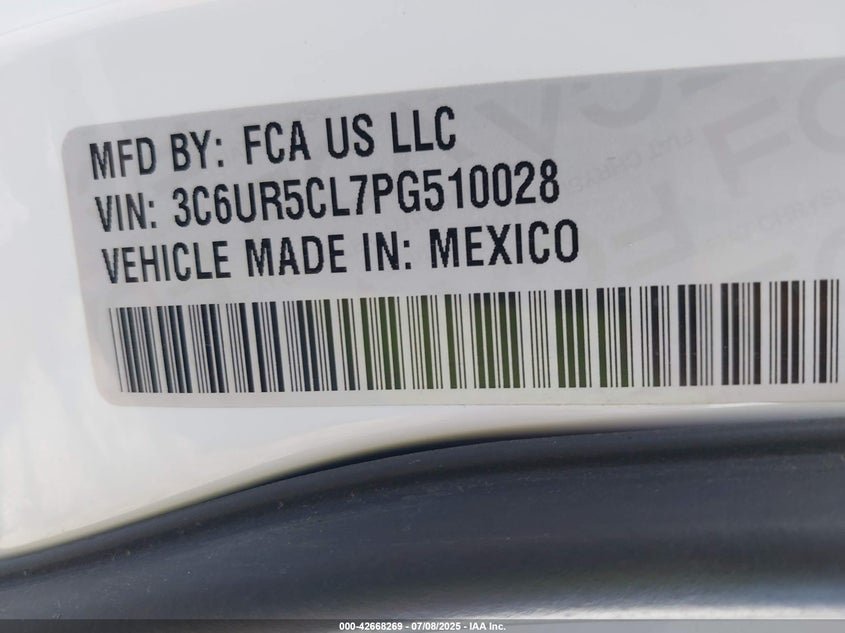 MFD BY: FCA US LLC
VIN: 3C6UR5CL7PG510028
VEHICLE MADE IN: MEXICO
000-42668269 - 07/08/2025 - IAA Inc.